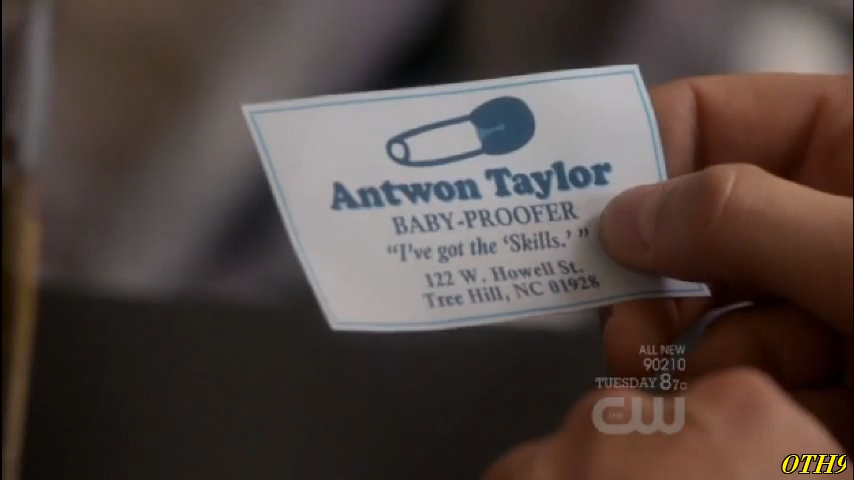 Antwon Taylor
BABY-PROOFER
“I've got the ‘Skills.’”
122 W. Howell St.
Tree Hill, NC 01928
ALL NEW
90210
TUESDAY 87c
THE CW
OTH9